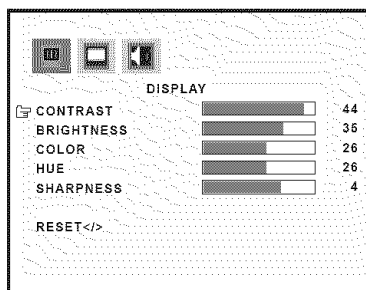 DISPLAY
CONTRAST 44
BRIGHTNESS 35
COLOR 26
HUE 26
SHARPNESS 4
RESET</>